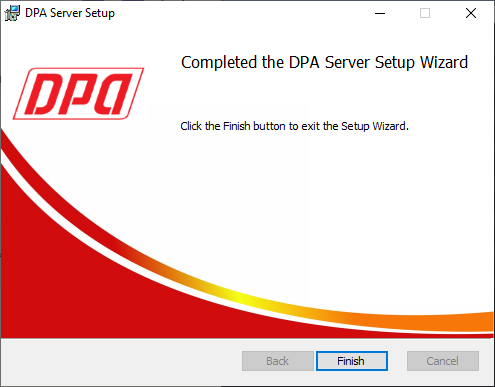 DPA Server Setup
Completed the DPA Server Setup Wizard
DPA
Click the Finish button to exit the Setup Wizard.
Back
Finish
Cancel